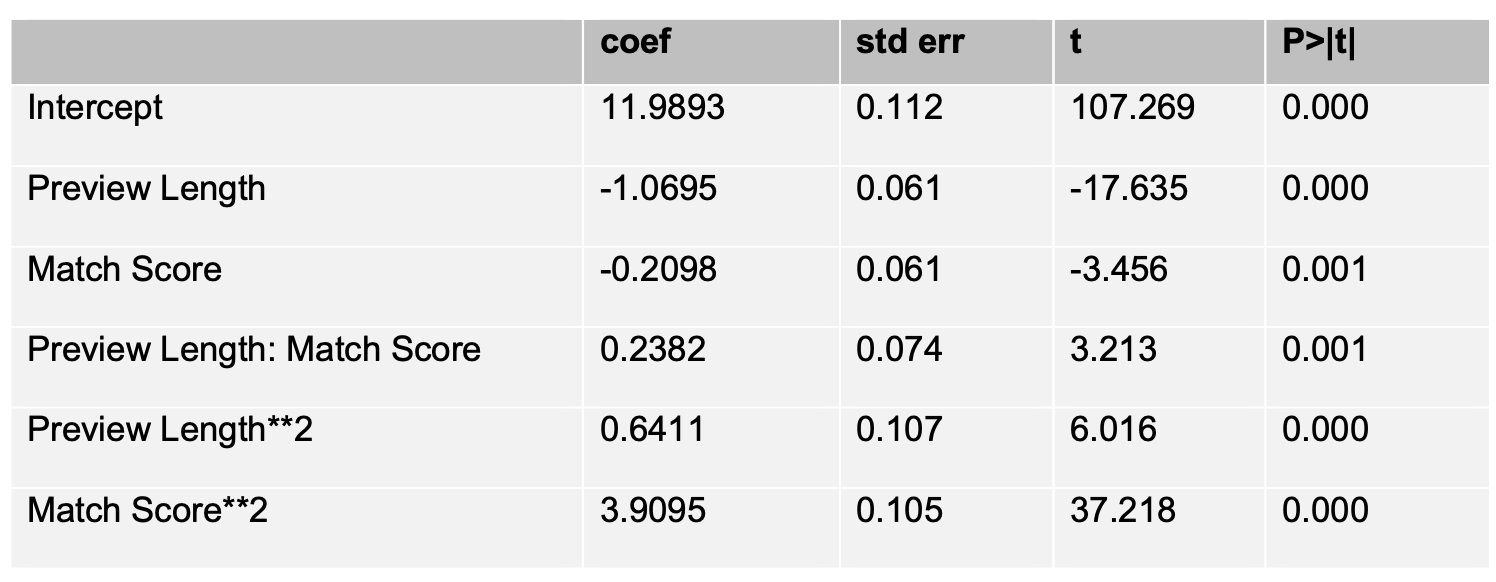 coef std err t P>|t|
Intercept 11.9893 0.112 107.269 0.000
Preview Length -1.0695 0.061 -17.635 0.000
Match Score -0.2098 0.061 -3.456 0.001
Preview Length: Match Score 0.2382 0.074 3.213 0.001
Preview Length**2 0.6411 0.107 6.016 0.000
Match Score**2 3.9095 0.105 37.218 0.000